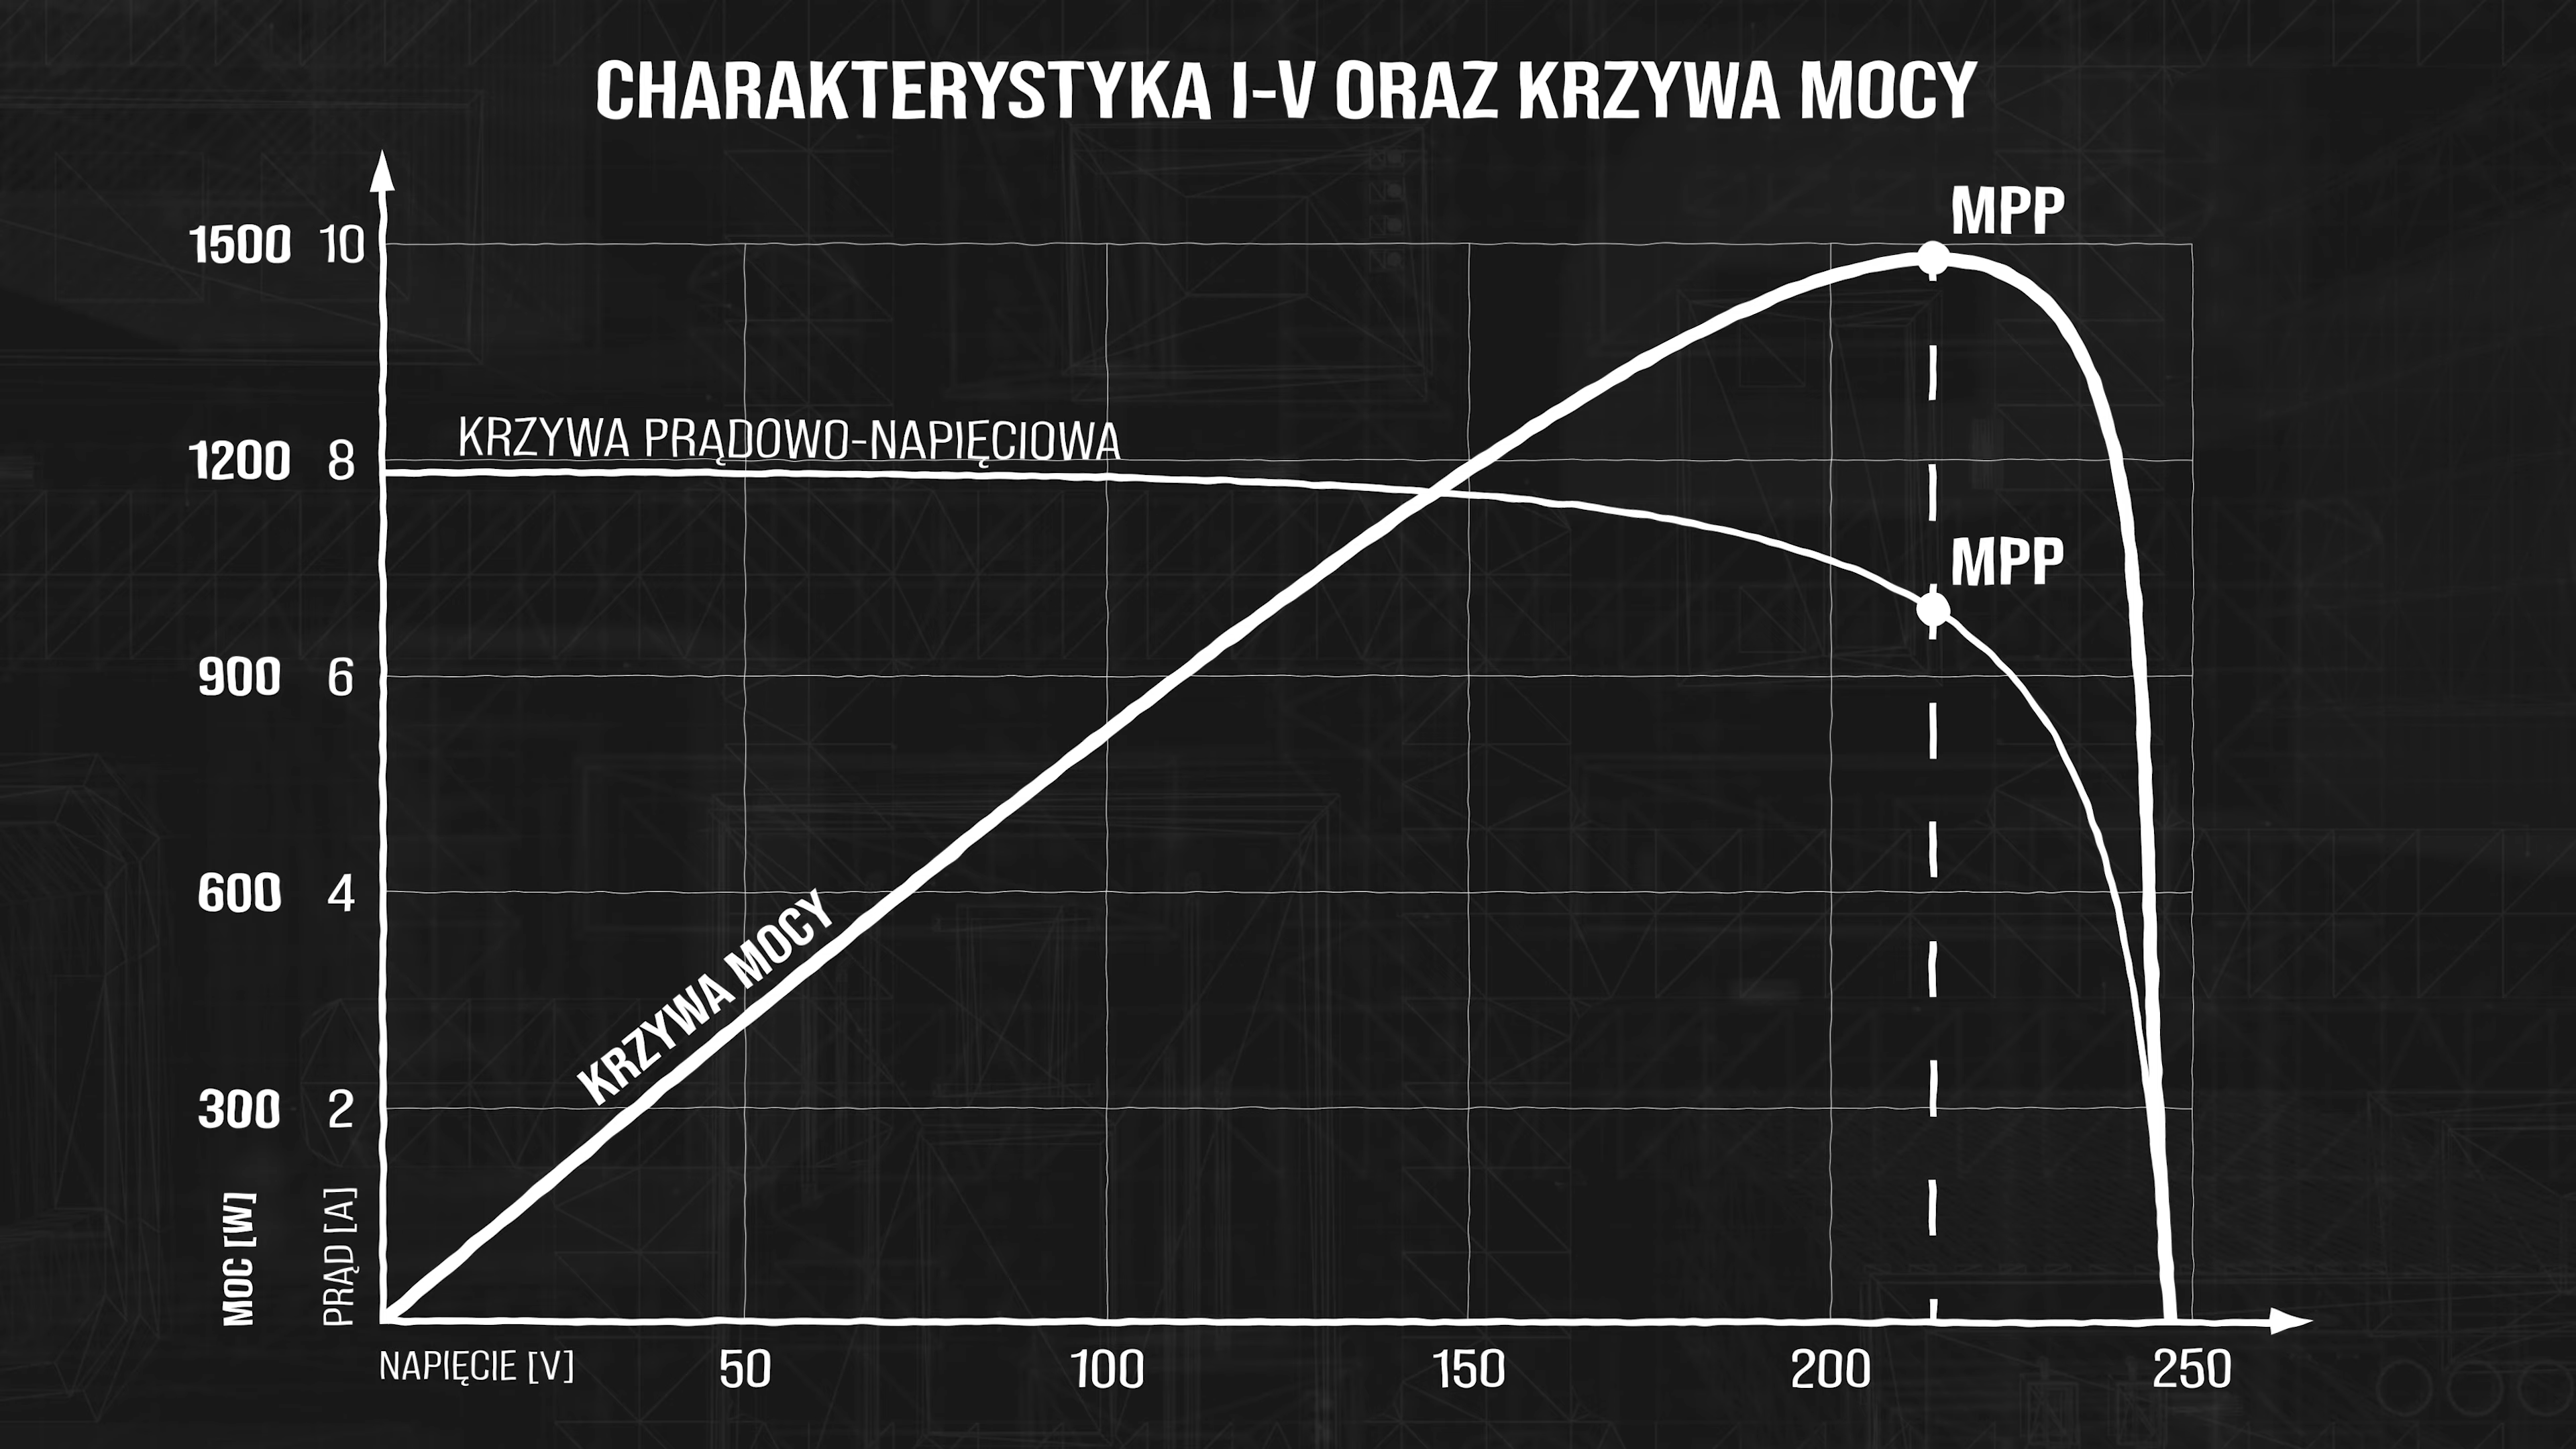 CHARAKTERYSTYKA I-V ORAZ KRZYWA MOCY
MPP
1500 10
KRZYWA PRĄDOWO-NAPIĘCIOWA
1200 8
MPP
900 6
600 4
KRZYWA MOCY
300 2
MOC [W]
PRĄD [A]
NAPIĘCIE [V] 50 100 150 200 250